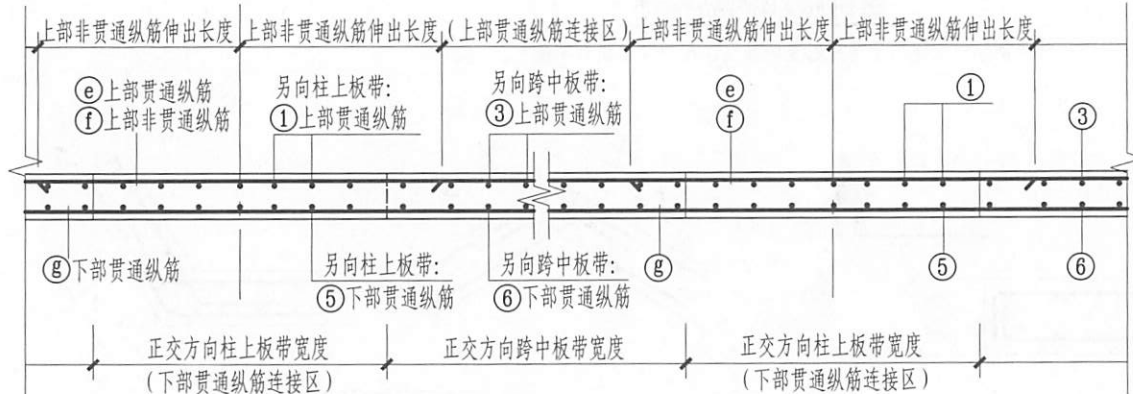 上部非贯通纵筋伸出长度 上部非贯通纵筋伸出长度 (上部贯通纵筋连接区) 上部非贯通纵筋伸出长度 上部非贯通纵筋伸出长度
ⓔ上部贯通纵筋
ⓕ上部非贯通纵筋
另向柱上板带:
①上部贯通纵筋
另向跨中板带:
③上部贯通纵筋
ⓔ
ⓕ
①
③
ⓖ下部贯通纵筋
另向柱上板带:
⑤下部贯通纵筋
另向跨中板带:
⑥下部贯通纵筋
ⓖ
⑤
⑥
正交方向柱上板带宽度
(下部贯通纵筋连接区)
正交方向跨中板带宽度
正交方向柱上板带宽度
(下部贯通纵筋连接区)